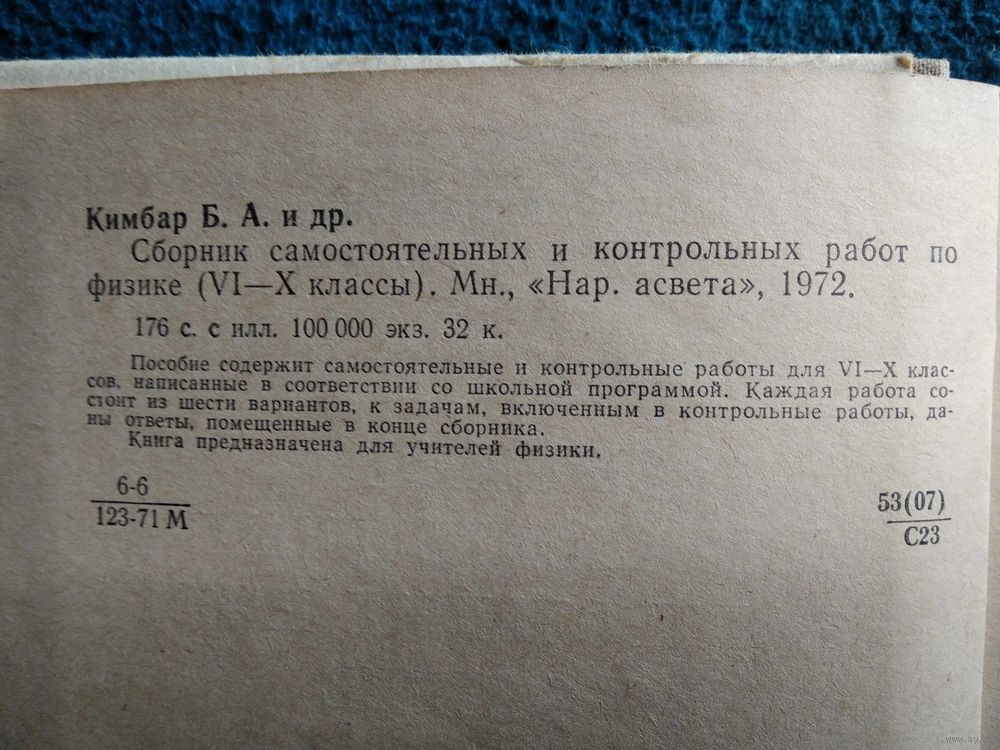 Кимбар Б. А. и др.
Сборник самостоятельных и контрольных работ по
физике (VI—X классы). Мн., «Нар. асвета», 1972.
176 с. с илл. 100 000 экз. 32 к.
Пособие содержит самостоятельные и контрольные работы для VI—X клас-
сов, написанные в соответствии со школьной программой. Каждая работа со-
стоит из шести вариантов, к задачам, включенным в контрольные работы, да-
ны ответы, помещенные в конце сборника.
Книга предназначена для учителей физики.
6-6
123-71 М
53(07)
С23